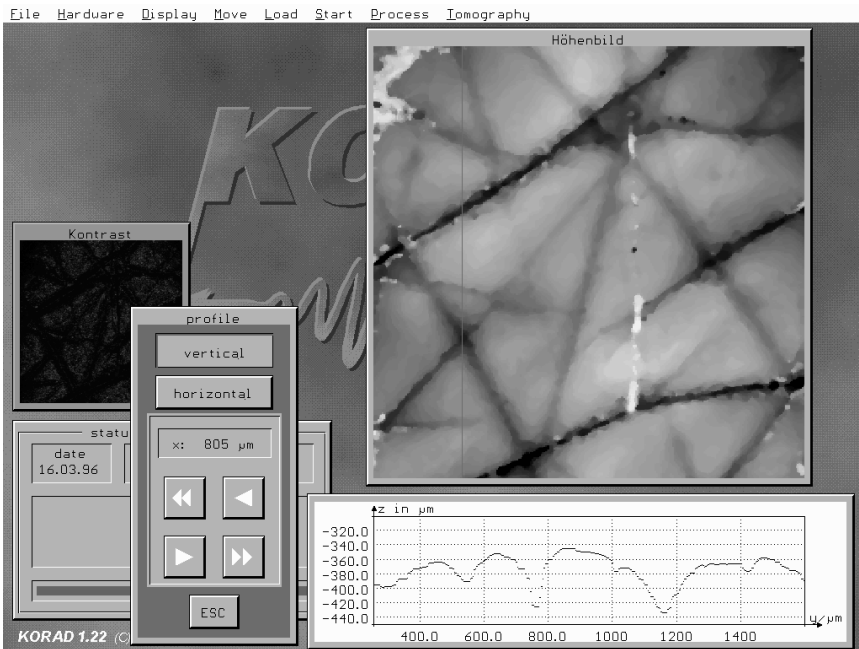 File Hardware Display Move Load Start Process Tomography
KO
Höhenbild
Kontrast
profile
vertical
horizontal
x: 805 µm
ESC
statu
date
16.03.96
KORAD 1.22 (C)
z in µm
-320.0
-340.0
-360.0
-380.0
-400.0
-420.0
-440.0
400.0 600.0 800.0 1000 1200 1400
y/µm